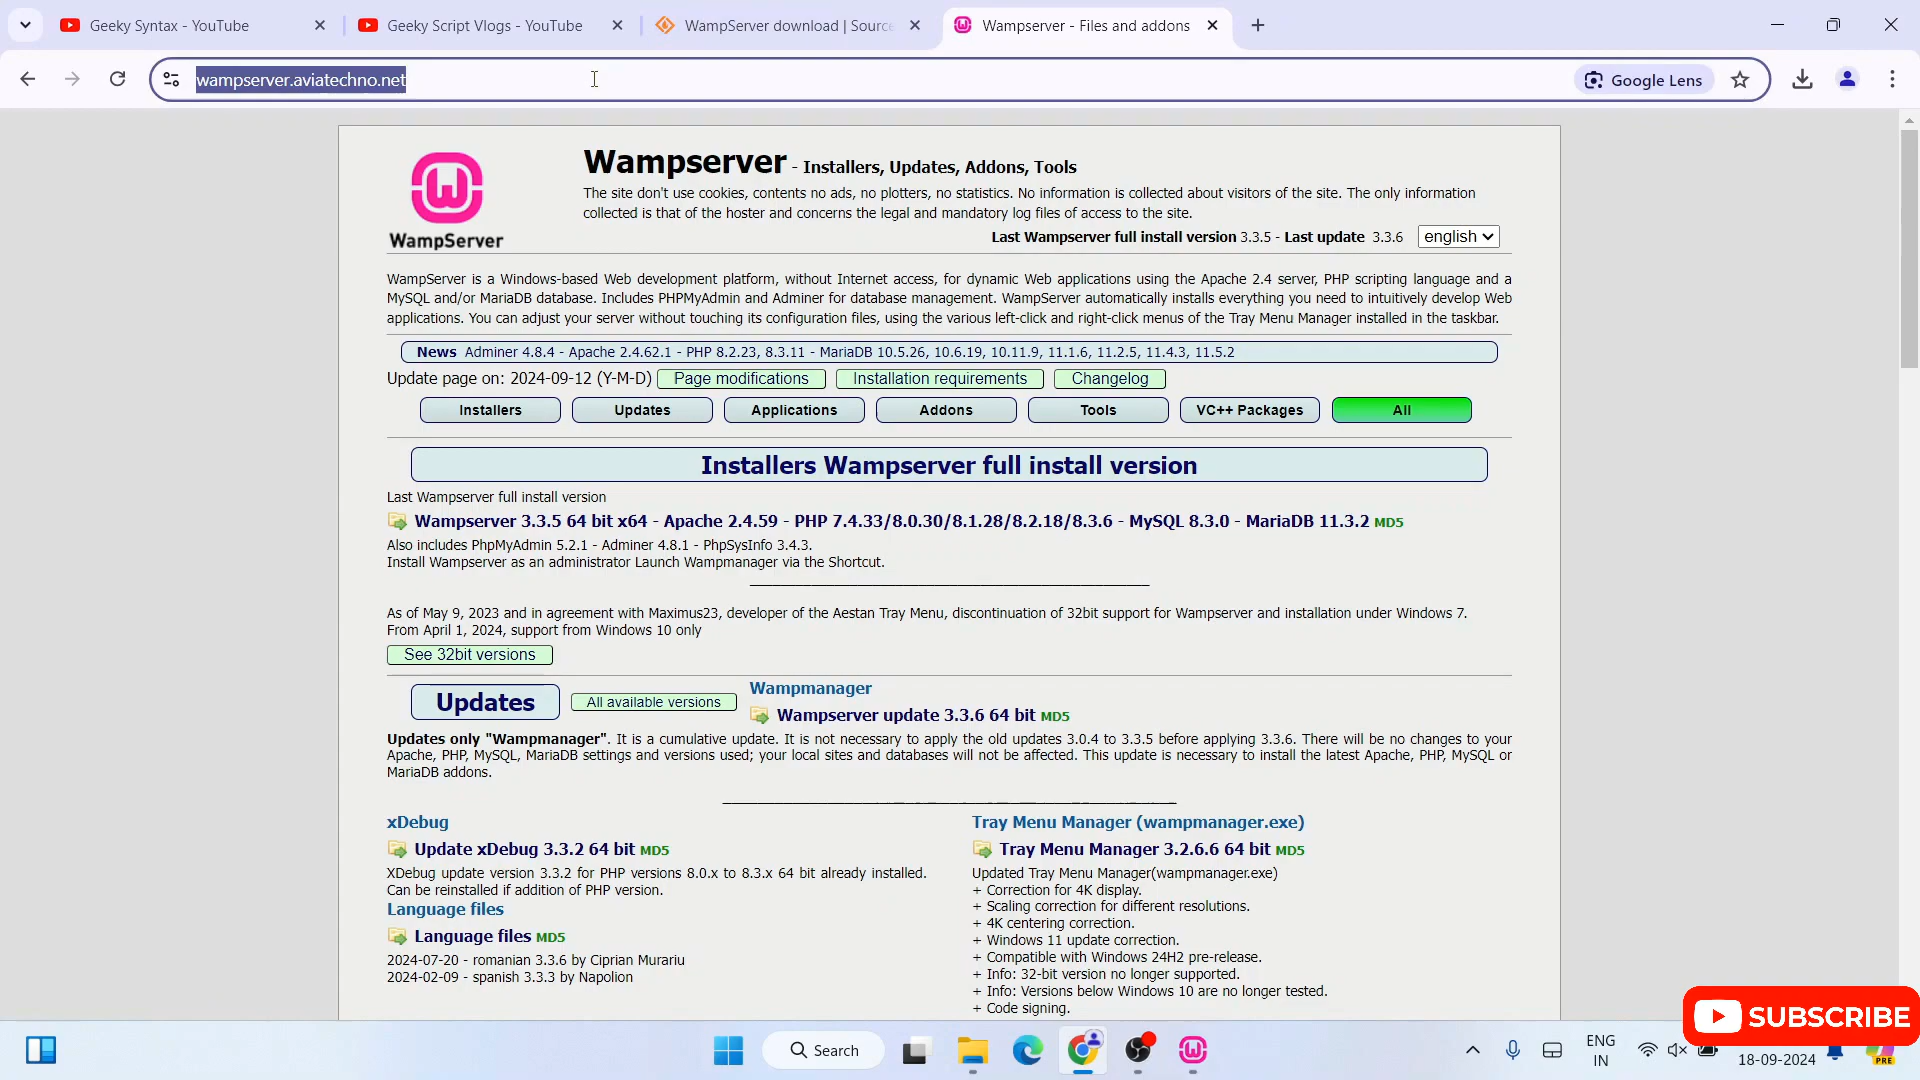 Geeky Syntax - YouTube
Geeky Script Vlogs - YouTube
WampServer download | Source
Wampserver - Files and addons
wampserver.aviatechno.net
Google Lens
WampServer
Wampserver - Installers, Updates, Addons, Tools
The site don't use cookies, contents no ads, no plotters, no statistics. No information is collected about visitors of the site. The only information
collected is that of the hoster and concerns the legal and mandatory log files of access to the site.
Last Wampserver full install version 3.3.5 - Last update 3.3.6
english
WampServer is a Windows-based Web development platform, without Internet access, for dynamic Web applications using the Apache 2.4 server, PHP scripting language and a
MySQL and/or MariaDB database. Includes PHPMyAdmin and Adminer for database management. WampServer automatically installs everything you need to intuitively develop Web
applications. You can adjust your server without touching its configuration files, using the various left-click and right-click menus of the Tray Menu Manager installed in the taskbar.
News Adminer 4.8.4 - Apache 2.4.62.1 - PHP 8.2.23, 8.3.11 - MariaDB 10.5.26, 10.6.19, 10.11.9, 11.1.6, 11.2.5, 11.4.3, 11.5.2
Update page on: 2024-09-12 (Y-M-D) Page modifications Installation requirements Changelog
Installers Updates Applications Addons Tools VC++ Packages All
Installers Wampserver full install version
Last Wampserver full install version
Wampserver 3.3.5 64 bit x64 - Apache 2.4.59 - PHP 7.4.33/8.0.30/8.1.28/8.2.18/8.3.6 - MySQL 8.3.0 - MariaDB 11.3.2 MD5
Also includes PhpMyAdmin 5.2.1 - Adminer 4.8.1 - PhpSysInfo 3.4.3.
Install Wampserver as an administrator Launch Wampmanager via the Shortcut.
As of May 9, 2023 and in agreement with Maximus23, developer of the Aestan Tray Menu, discontinuation of 32bit support for Wampserver and installation under Windows 7.
From April 1, 2024, support from Windows 10 only
See 32bit versions
Updates All available versions
Wampmanager
Wampserver update 3.3.6 64 bit MD5
Updates only "Wampmanager". It is a cumulative update. It is not necessary to apply the old updates 3.0.4 to 3.3.5 before applying 3.3.6. There will be no changes to your
Apache, PHP, MySQL, MariaDB settings and versions used; your local sites and databases will not be affected. This update is necessary to install the latest Apache, PHP, MySQL or
MariaDB addons.
xDebug
Update xDebug 3.3.2 64 bit MD5
XDebug update version 3.3.2 for PHP versions 8.0.x to 8.3.x 64 bit already installed.
Can be reinstalled if addition of PHP version.
Language files
Language files MD5
2024-07-20 - romanian 3.3.6 by Ciprian Murariu
2024-02-09 - spanish 3.3.3 by Napolion
Tray Menu Manager (wampmanager.exe)
Tray Menu Manager 3.2.6.6 64 bit MD5
Updated Tray Menu Manager(wampmanager.exe)
+ Correction for 4K display.
+ Scaling correction for different resolutions.
+ 4K centering correction.
+ Windows 11 update correction.
+ Compatible with Windows 24H2 pre-release.
+ Info: 32-bit version no longer supported.
+ Info: Versions below Windows 10 are no longer tested.
+ Code signing.
SUBSCRIBE
Search
ENG
IN
18-09-2024
PRE